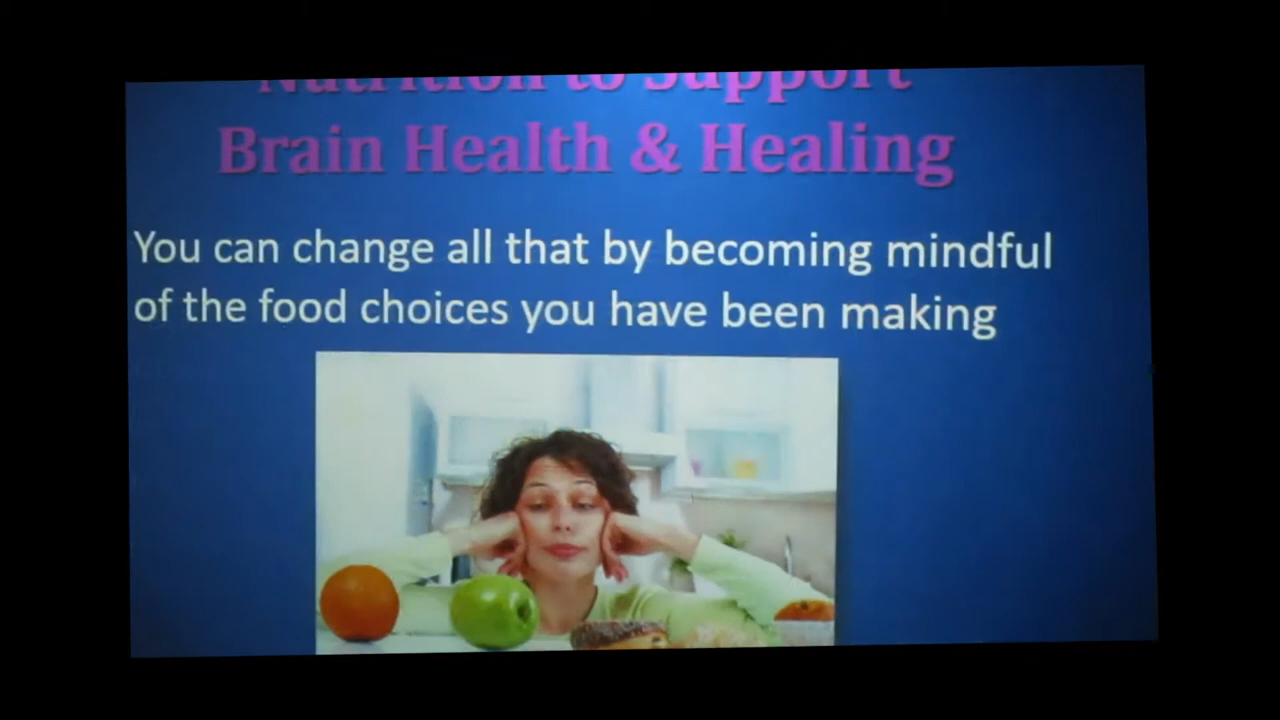 Nutrition to Support
Brain Health & Healing
You can change all that by becoming mindful
of the food choices you have been making